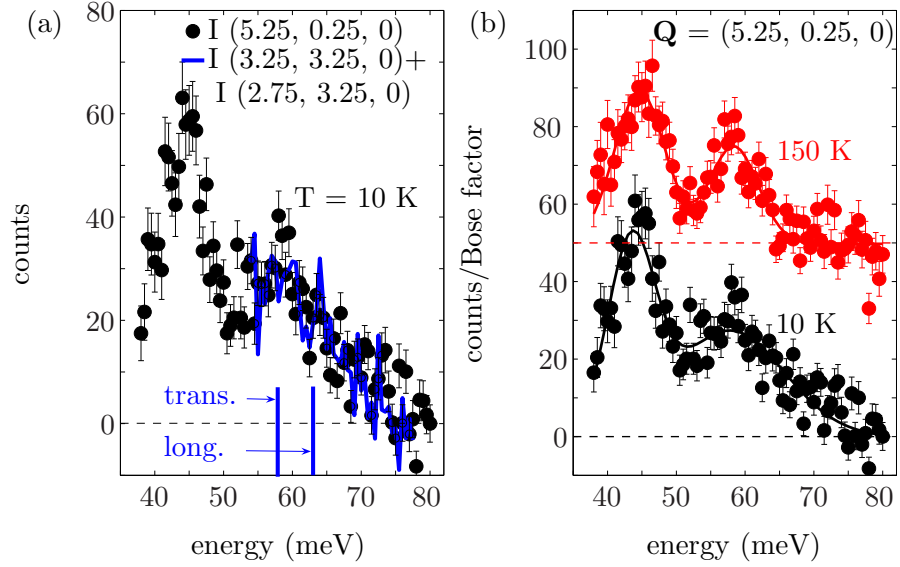 (a)
I (5.25, 0.25, 0)
I (3.25, 3.25, 0)+
I (2.75, 3.25, 0)
T = 10 K
trans.
long.
counts
80
60
40
20
0
40 50 60 70 80
energy (meV)
(b)
Q = (5.25, 0.25, 0)
150 K
10 K
counts/Bose factor
100
80
60
40
20
0
40 50 60 70 80
energy (meV)